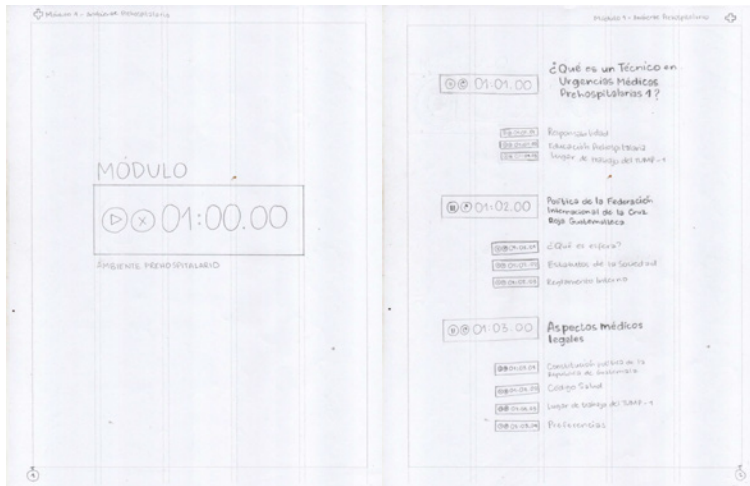 Módulo 1 - Ambiente Prehospitalario
MÓDULO
01:00.00
AMBIENTE PREHOSPITALARIO
Módulo 1 - Ambiente Prehospitalario
01:01.00
¿Qué es un Técnico en
Urgencias Médicas
Prehospitalarias 1?
Responsabilidad
Educación Prehospitalaria
Lugar de trabajo del TUMP-1
01:02.00
Política de la Federación
Internacional de la Cruz
Roja Guatemalteca
¿Qué es espera?
Estatutos de la Sociedad
Reglamento Interno
01:03.00
Aspectos médicos
legales
Constitución política de la
República de Guatemala
Código Salud
Lugar de trabajo del TUMP-1
Preferencias